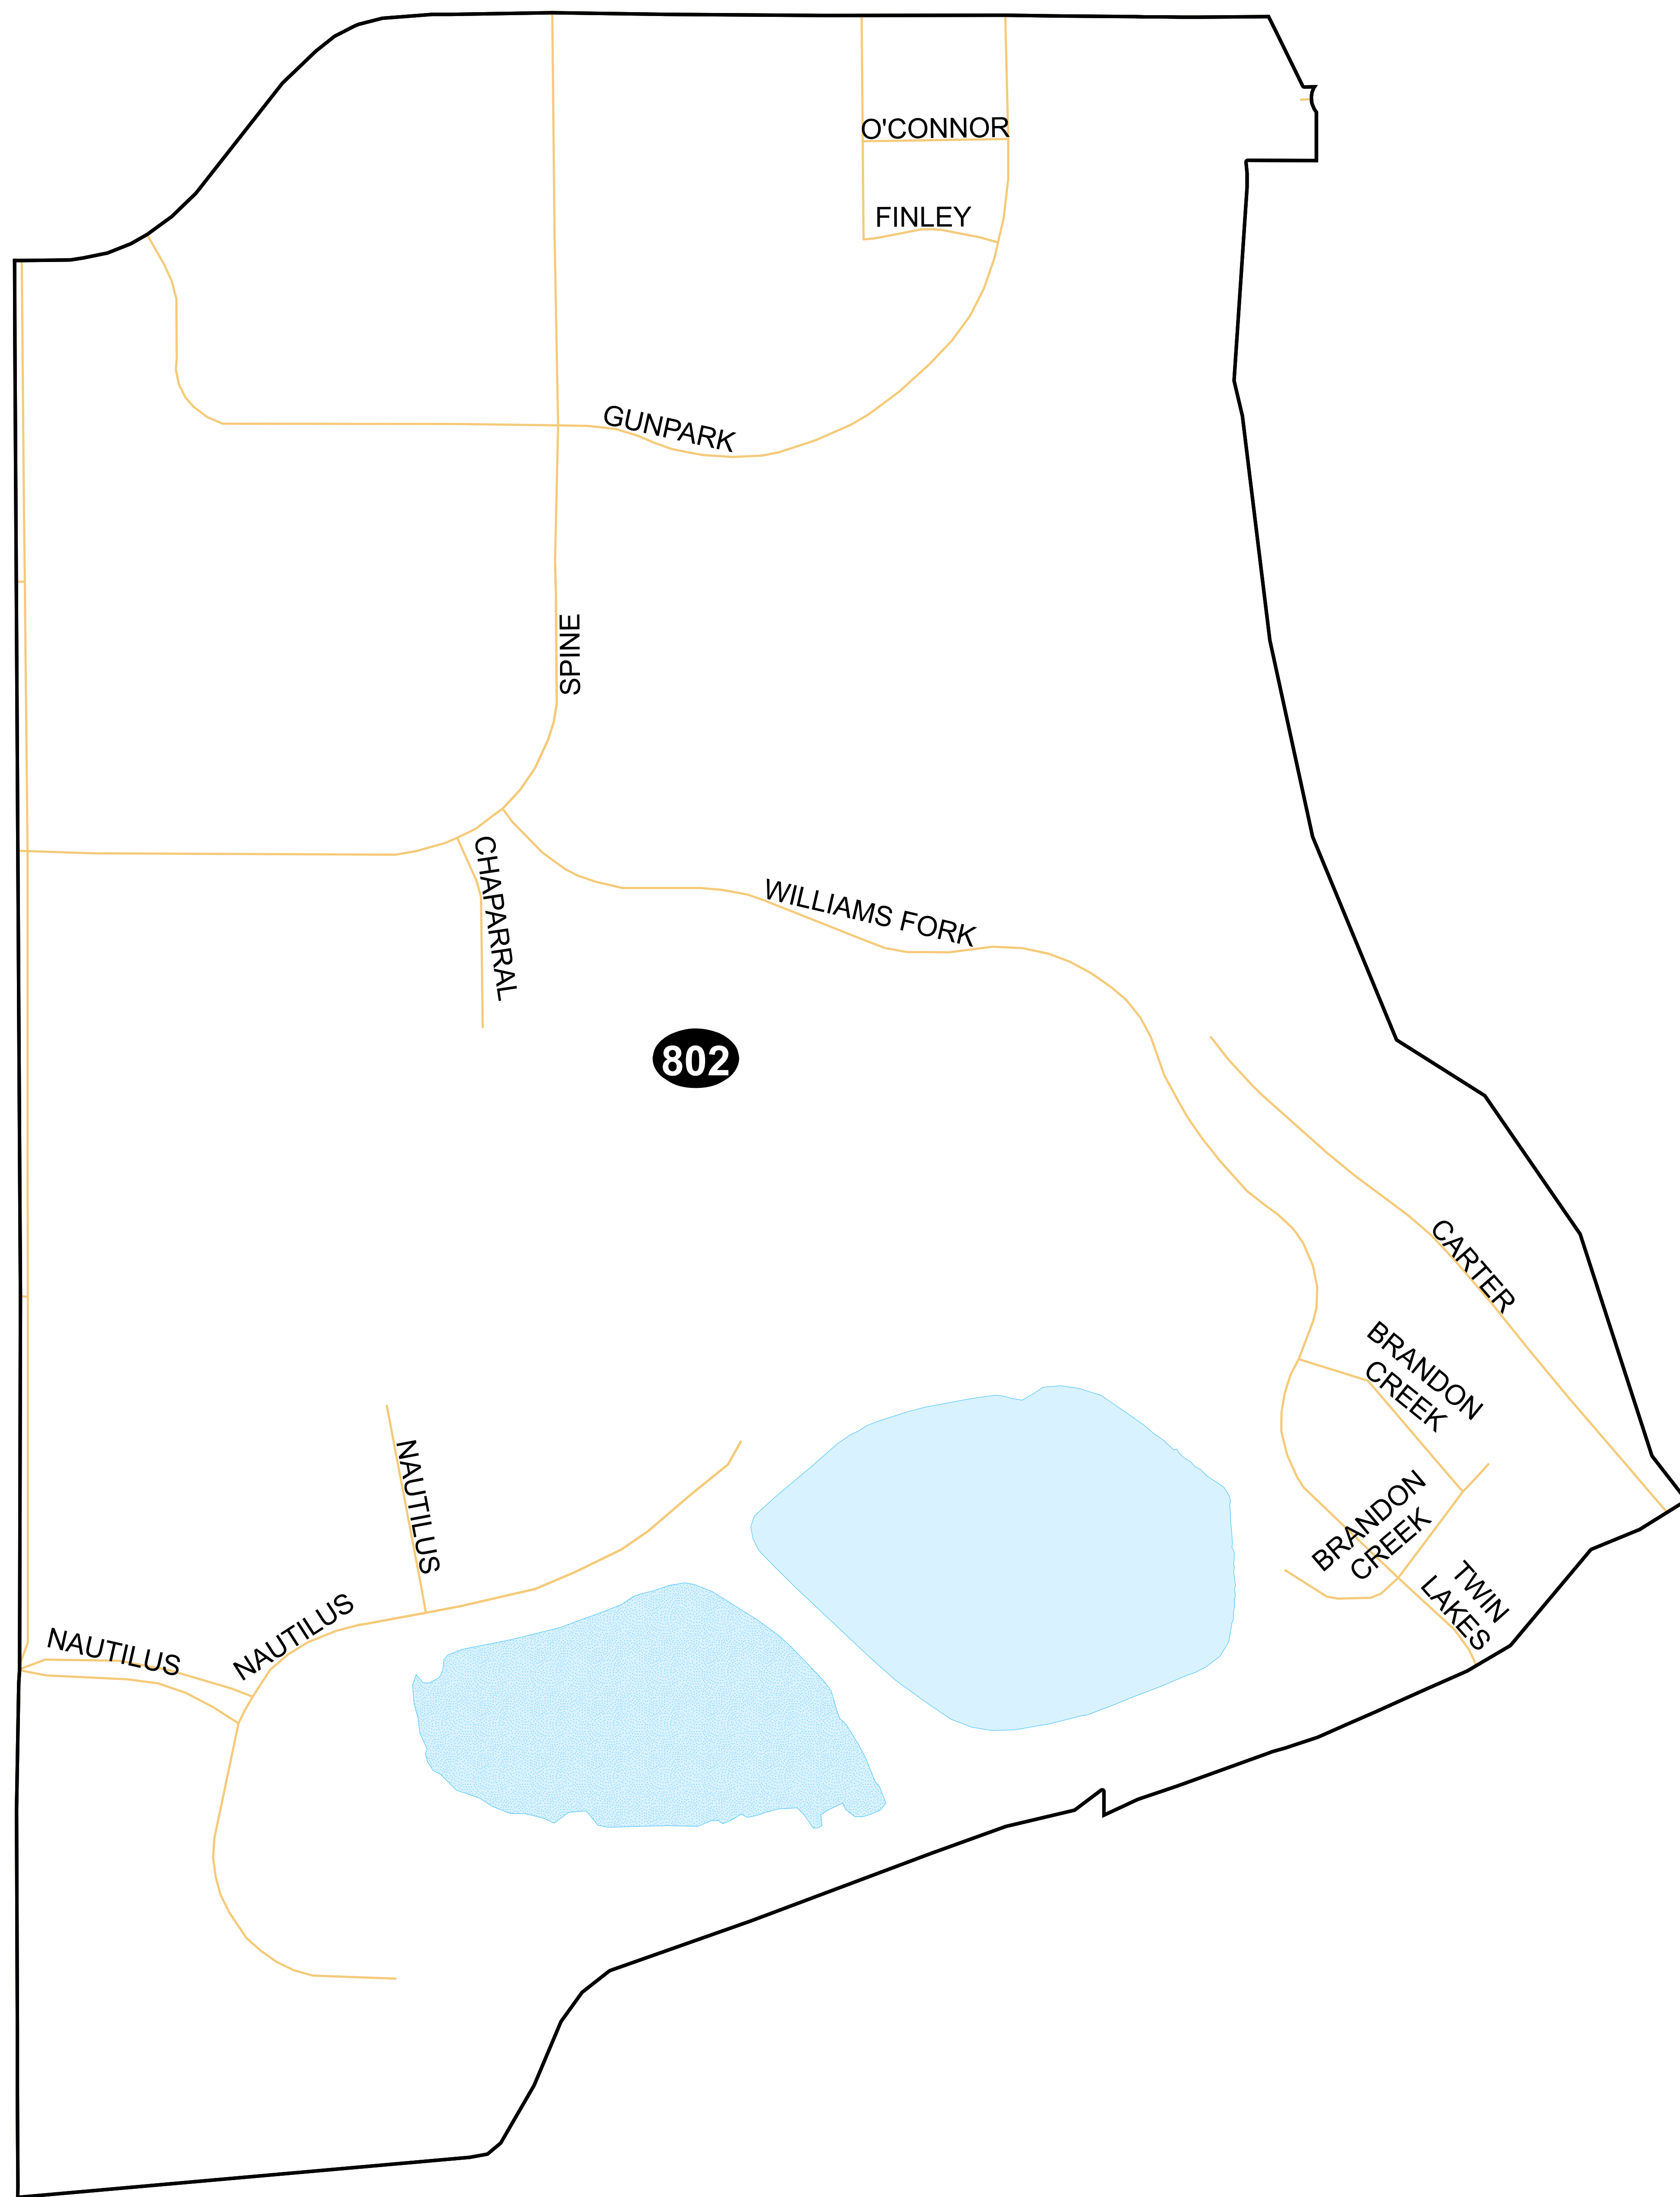 O'CONNOR
FINLEY
GUNPARK
SPINE
CHAPARRAL
WILLIAMS FORK
802
CARTER
BRANDON
CREEK
NAUTILUS
BRANDON
CREEK
TWIN
LAKES
NAUTILUS
NAUTILUS